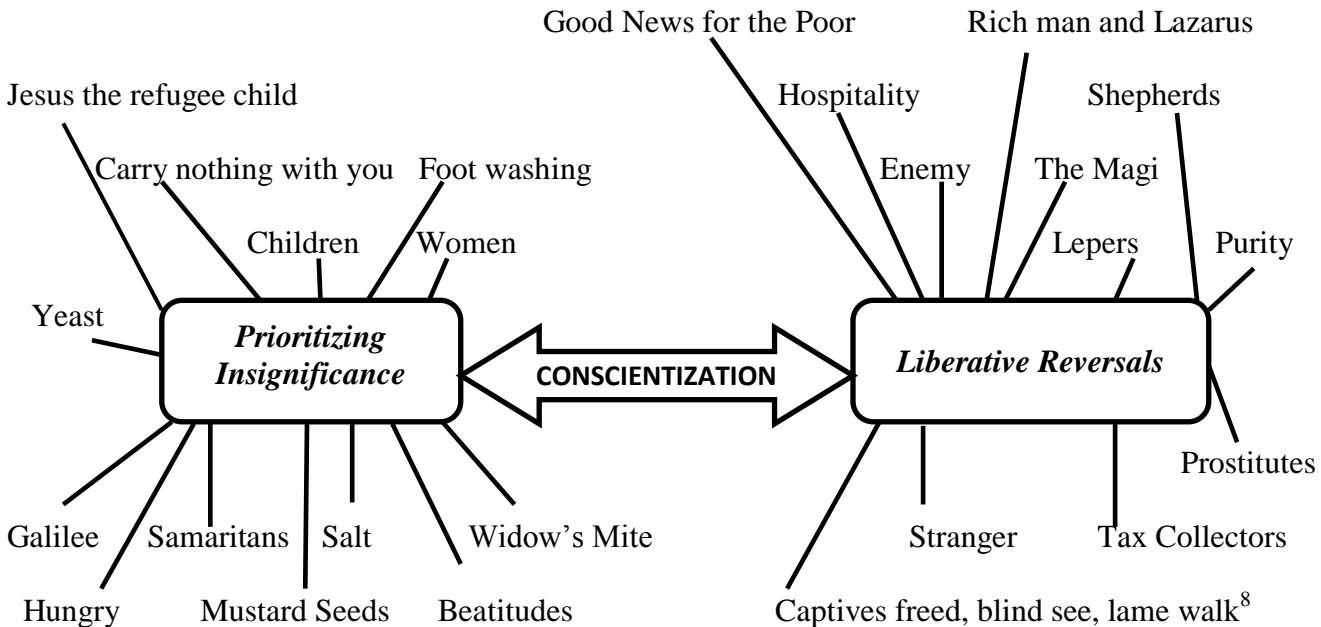 Good News for the Poor
Rich man and Lazarus
Jesus the refugee child
Hospitality
Shepherds
Carry nothing with you
Foot washing
Enemy
The Magi
Children
Women
Lepers
Purity
Yeast
Prioritizing
Insignificance
CONSCIENTIZATION
Liberative Reversals
Prostitutes
Galilee
Samaritans
Salt
Widow’s Mite
Stranger
Tax Collectors
Hungry
Mustard Seeds
Beatitudes
Captives freed, blind see, lame walk⁸